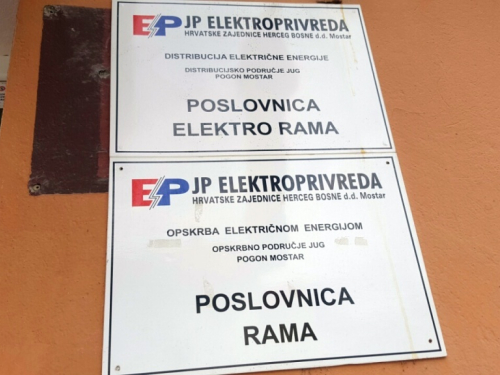 EP JP ELEKTROPRIVREDA
HRVATSKE ZAJEDNICE HERCEG BOSNE d.d. Mostar
DISTRIBUCIJA ELEKTRIČNE ENERGIJE
DISTRIBUCIJSKO PODRUČJE JUG
POGON MOSTAR
POSLOVNICA
ELEKTRO RAMA
EP JP ELEKTROPRIVREDA
HRVATSKE ZAJEDNICE HERCEG BOSNE d.d. Mostar
OPSKRBA ELEKTRIČNOM ENERGIJOM
OPSKRBNO PODRUČJE JUG
POGON MOSTAR
POSLOVNICA
RAMA